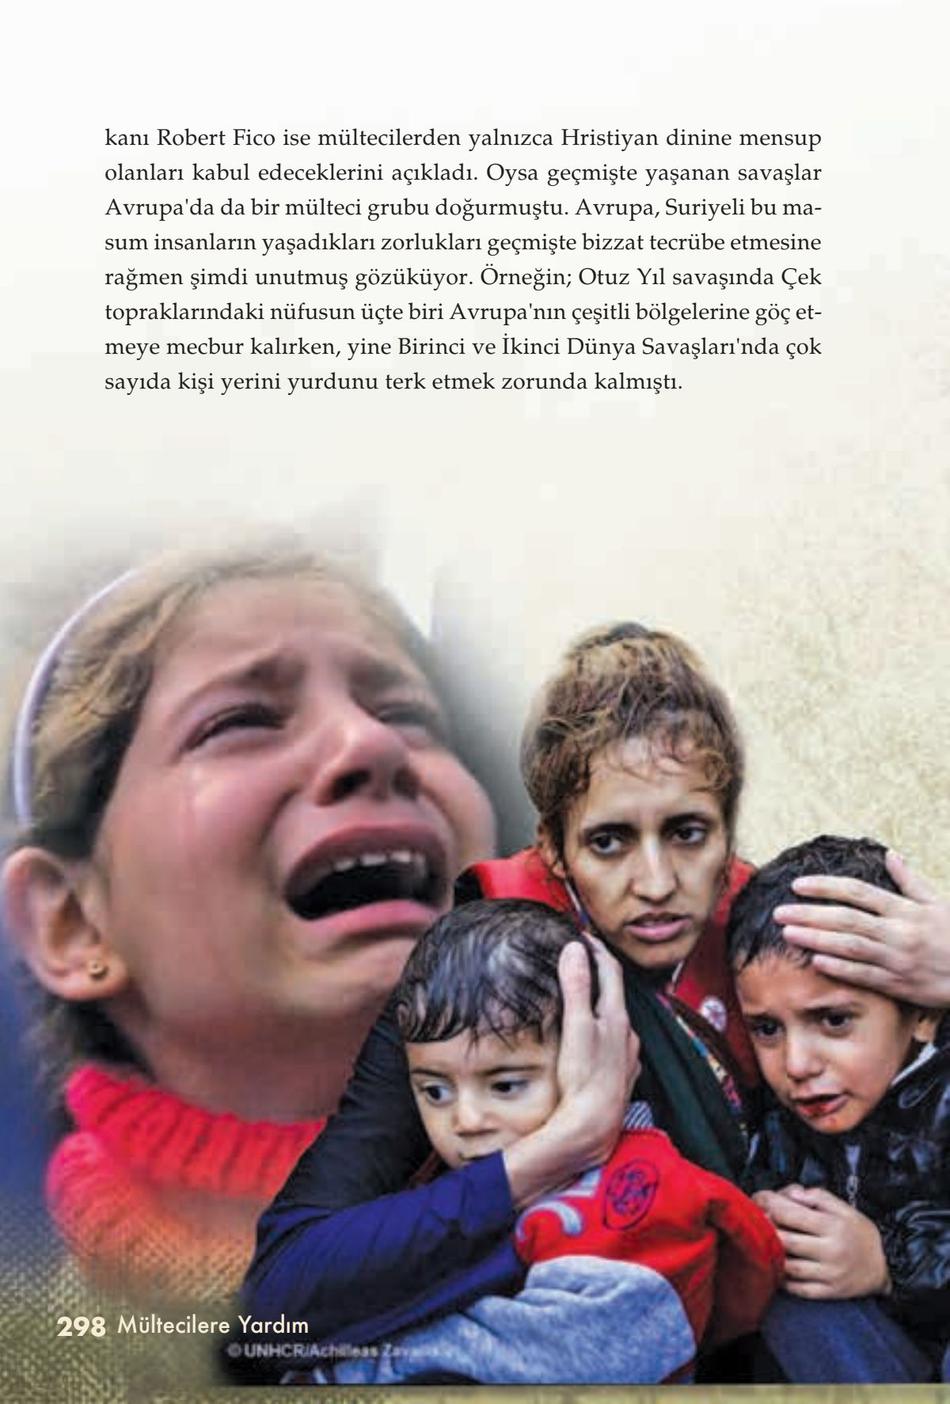 kanı Robert Fico ise mültecilerden yalnızca Hristiyan dinine mensup
olanları kabul edeceklerini açıkladı. Oysa geçmişte yaşanan savaşlar
Avrupa'da da bir mülteci grubu doğurmuştu. Avrupa, Suriyeli bu ma-
sum insanların yaşadıkları zorlukları geçmişte bizzat tecrübe etmesine
rağmen şimdi unutmuş gözüküyor. Örneğin; Otuz Yıl savaşında Çek
topraklarındaki nüfusun üçte biri Avrupa'nın çeşitli bölgelerine göç et-
meye mecbur kalırken, yine Birinci ve İkinci Dünya Savaşları'nda çok
sayıda kişi yerini yurdunu terk etmek zorunda kalmıştı.
298 Mültecilere Yardım
©UNHCR/Achilleas